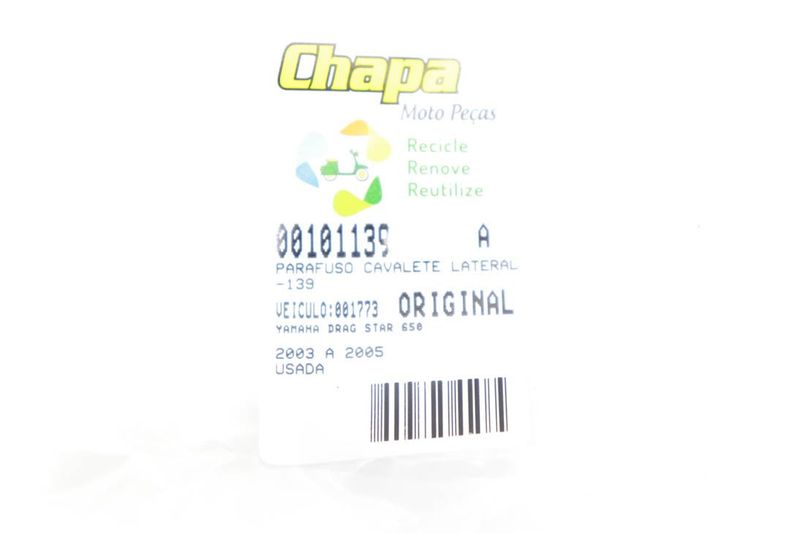 Chapa
Moto Peças
Recicle
Renove
Reutilize
00101139 A
PARAFUSO CAVALETE LATERAL
-139
VEICULO:001773 ORIGINAL
YAMAHA DRAG STAR 650
2003 A 2005
USADA